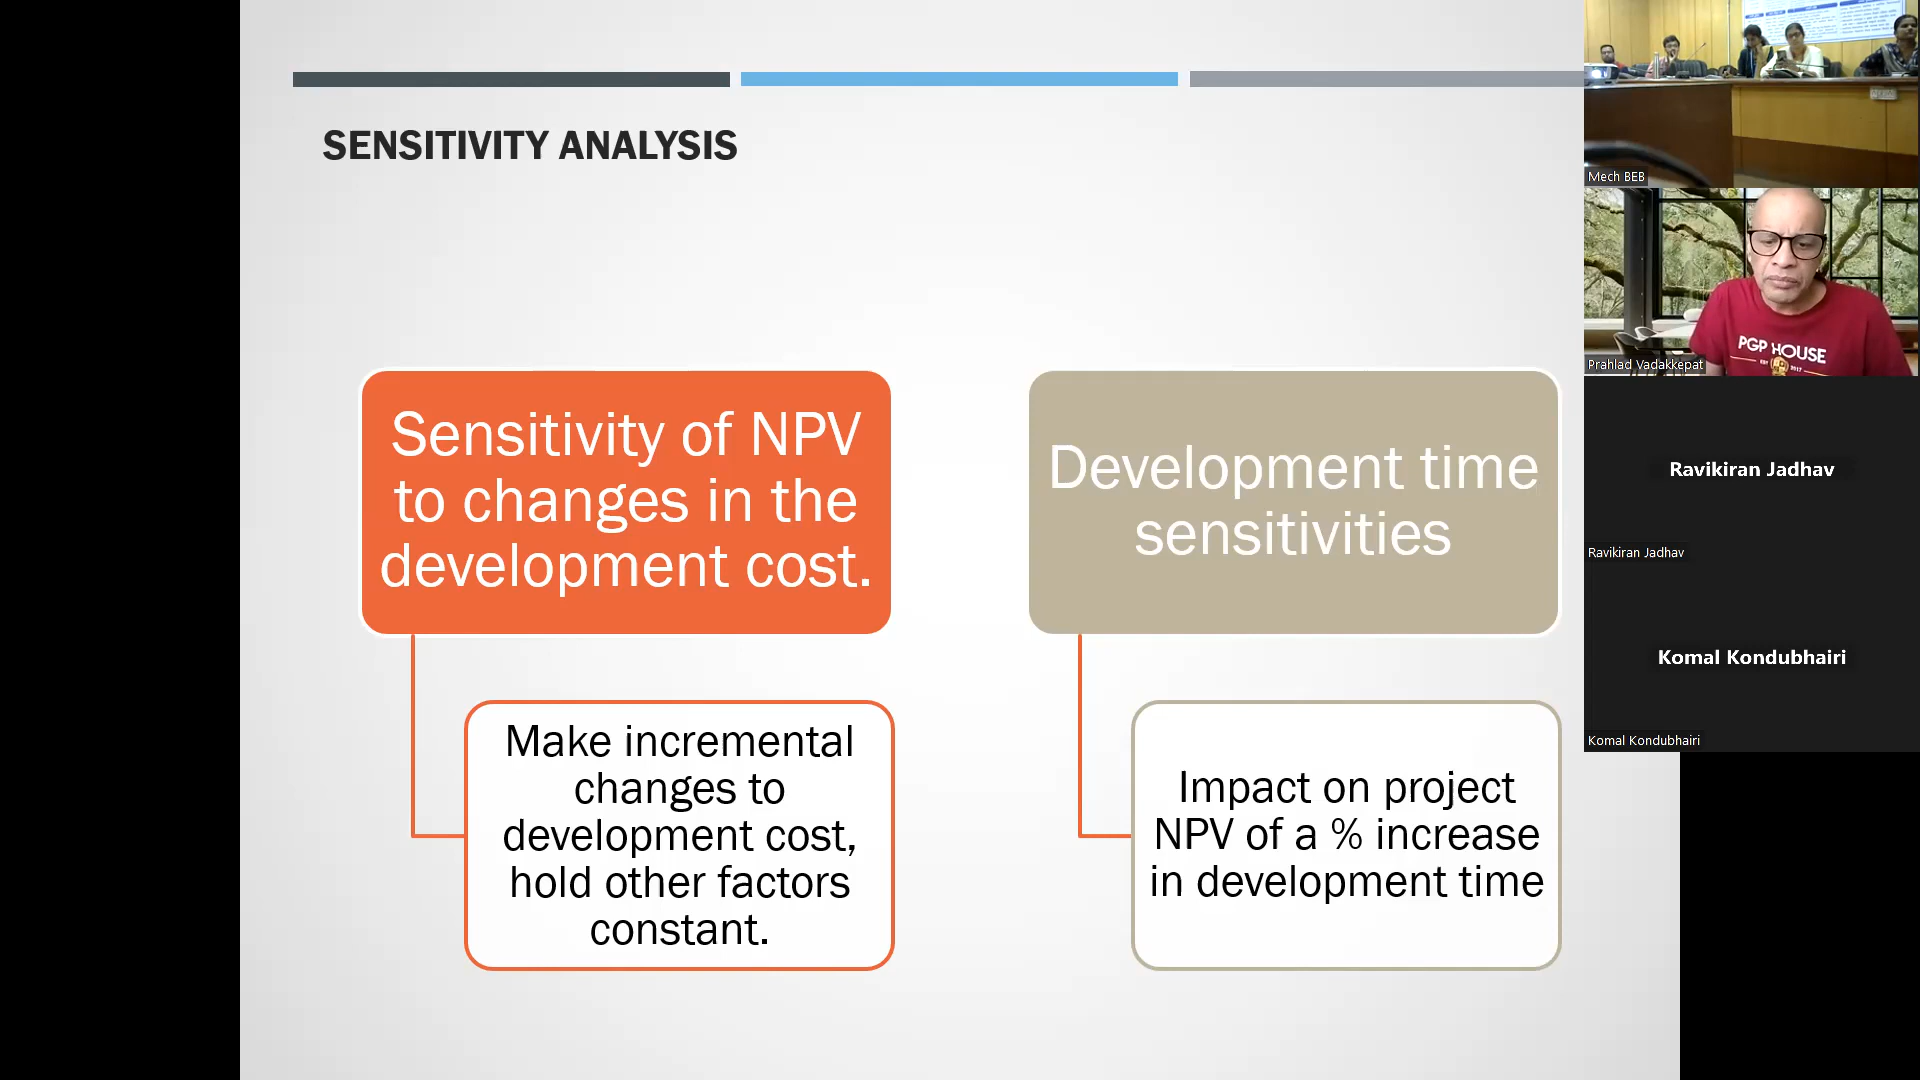 SENSITIVITY ANALYSIS
Sensitivity of NPV
to changes in the
development cost.
Make incremental
changes to
development cost,
hold other factors
constant.
Development time
sensitivities
Impact on project
NPV of a % increase
in development time
Mech BEB
PGP HOUSE
2017
Prahlad Vadakkepat
Ravikiran Jadhav
Ravikiran Jadhav
Komal Kondubhairi
Komal Kondubhairi